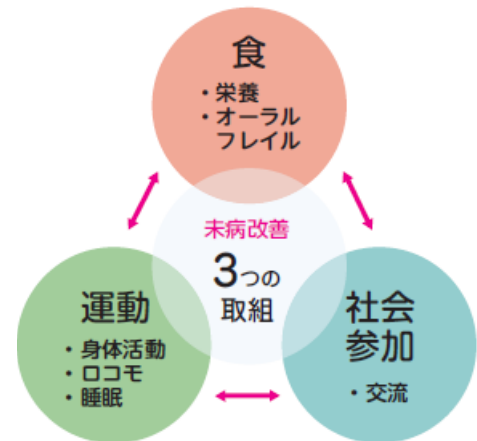 食
・栄養
・オーラル
フレイル
未病改善
3つの
取組
運動
・身体活動
・ロコモ
・睡眠
社会
参加
・交流